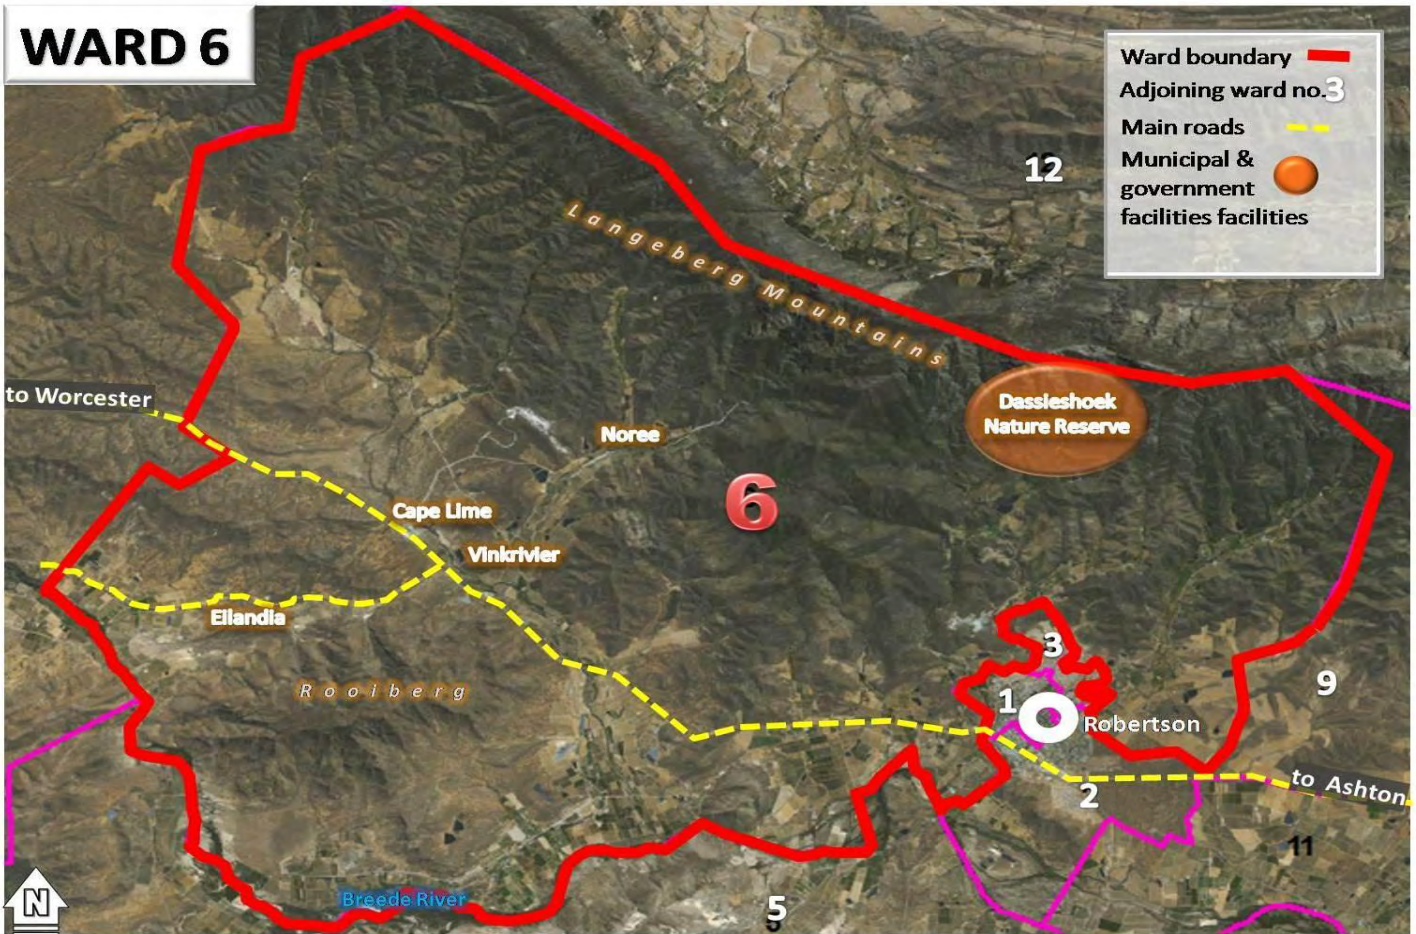 WARD 6
Ward boundary
Adjoining ward no. 3
Main roads
Municipal &
government
facilities facilities
12
Langeberg Mountains
to Worcester
Dassieshoek
Nature Reserve
Noree
6
Cape Lime
Vinkrivier
Eilandia
3
Rooiberg
9
1
Robertson
to Ashton
2
11
Breede River
5
N